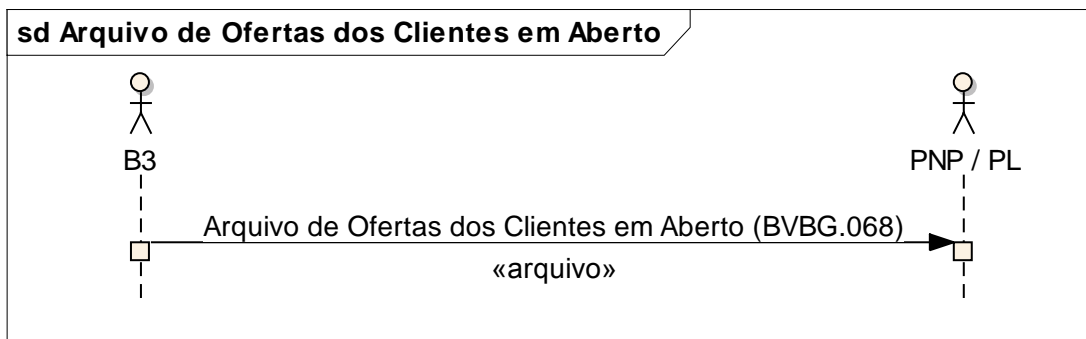 sd Arquivo de Ofertas dos Clientes em Aberto
B3
PNP / PL
Arquivo de Ofertas dos Clientes em Aberto (BVBG.068)
«arquivo»